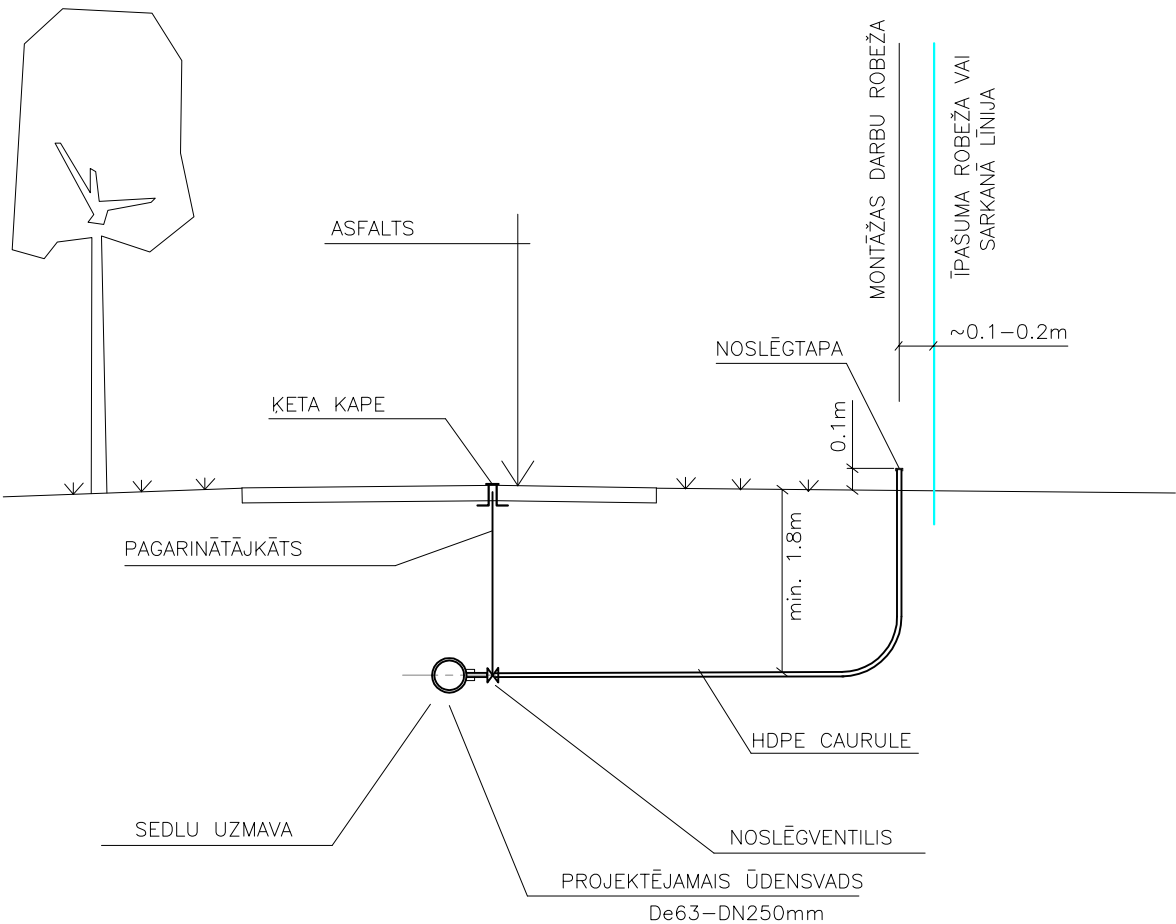 MONTĀŽAS DARBU ROBEŽA
ĪPAŠUMA ROBEŽA VAI
SARKANĀ LĪNIJA
ASFALTS
~0.1-0.2m
NOSLĒGTAPA
ĶETA KAPE
0.1m
PAGARINĀTĀJKĀTS
min. 1.8m
HDPE CAURULE
SEDLU UZMAVA
NOSLĒGVENTILIS
PROJEKTĒJAMAIS ŪDENSVADS
De63-DN250mm